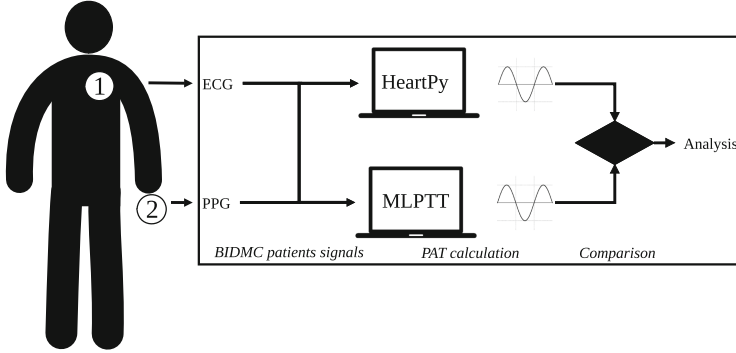 1
ECG
HeartPy
Analysis
2
PPG
MLPTT
BIDMC patients signals
PAT calculation
Comparison